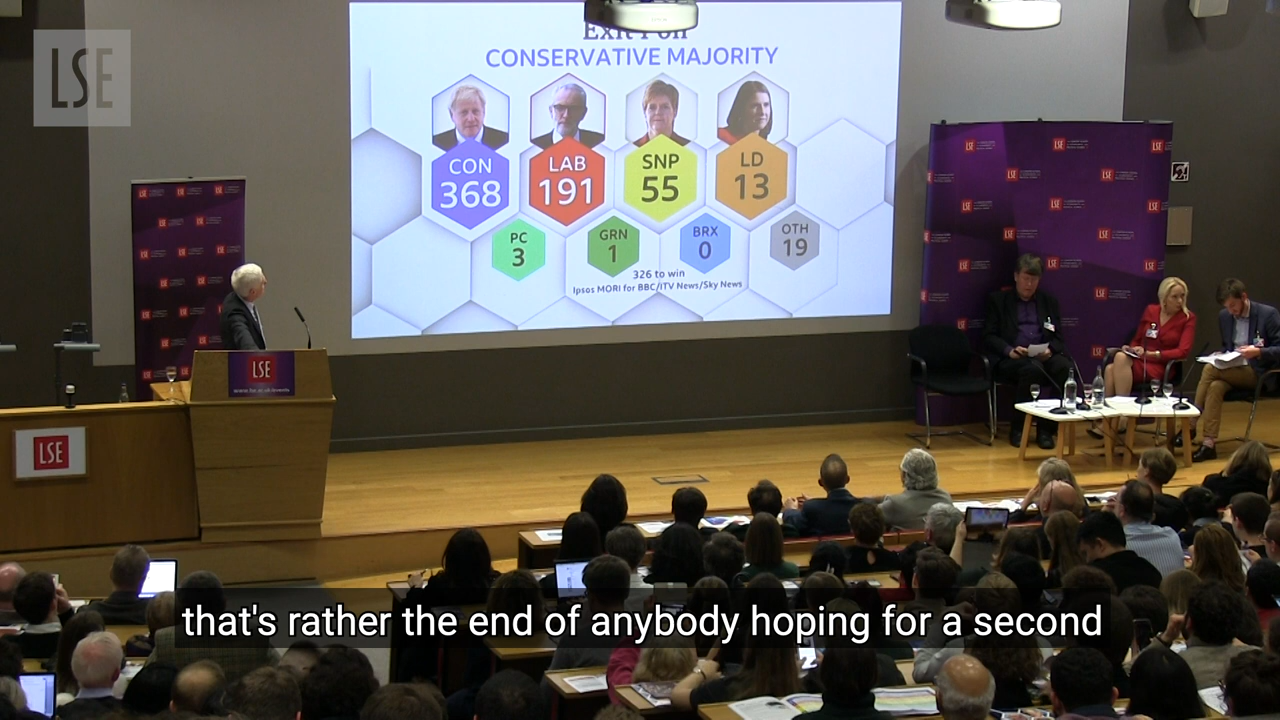 LSE
Exit Poll
CONSERVATIVE MAJORITY
CON
368
LAB
191
SNP
55
LD
13
PC
3
GRN
1
BRX
0
OTH
19
326 to win
Ipsos MORI for BBC/ITV News/Sky News
LSE
LSE
that's rather the end of anybody hoping for a second